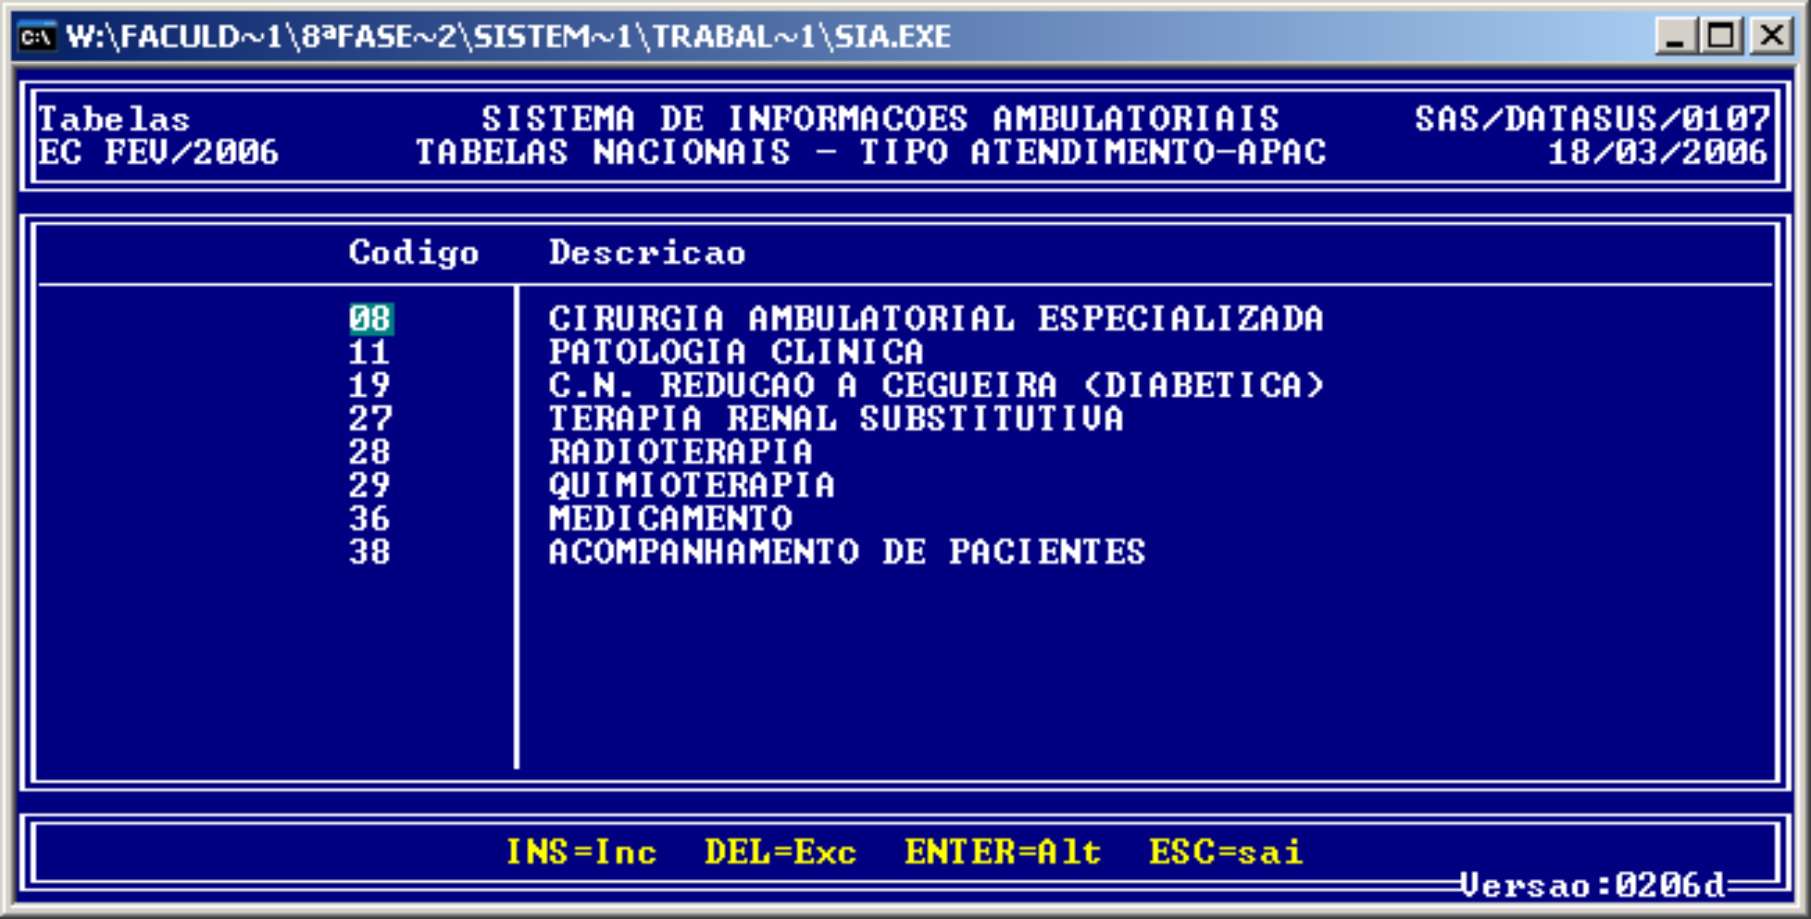 C:\ W:\FACULD~1\8ªFASE~2\SISTEM~1\TRABAL~1\SIA.EXE
Tabelas SISTEMA DE INFORMACOES AMBULATORIAIS SAS/DATASUS/0107
EC FEV/2006 TABELAS NACIONAIS - TIPO ATENDIMENTO-APAC 18/03/2006
Codigo Descricao
08 CIRURGIA AMBULATORIAL ESPECIALIZADA
11 PATOLOGIA CLINICA
19 C.N. REDUCAO A CEGUEIRA (DIABETICA)
27 TERAPIA RENAL SUBSTITUTIVA
28 RADIOTERAPIA
29 QUIMIOTERAPIA
36 MEDICAMENTO
38 ACOMPANHAMENTO DE PACIENTES
INS=Inc DEL=Exc ENTER=Alt ESC=sai
Versao:0206d